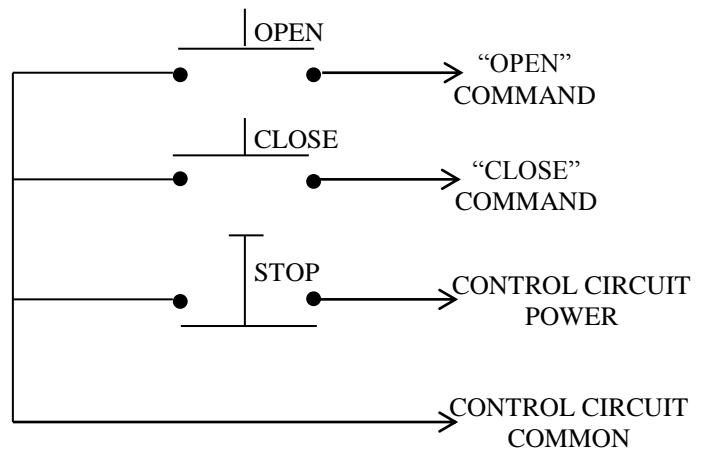 OPEN
“OPEN”
COMMAND
CLOSE
“CLOSE”
COMMAND
STOP
CONTROL CIRCUIT
POWER
CONTROL CIRCUIT
COMMON